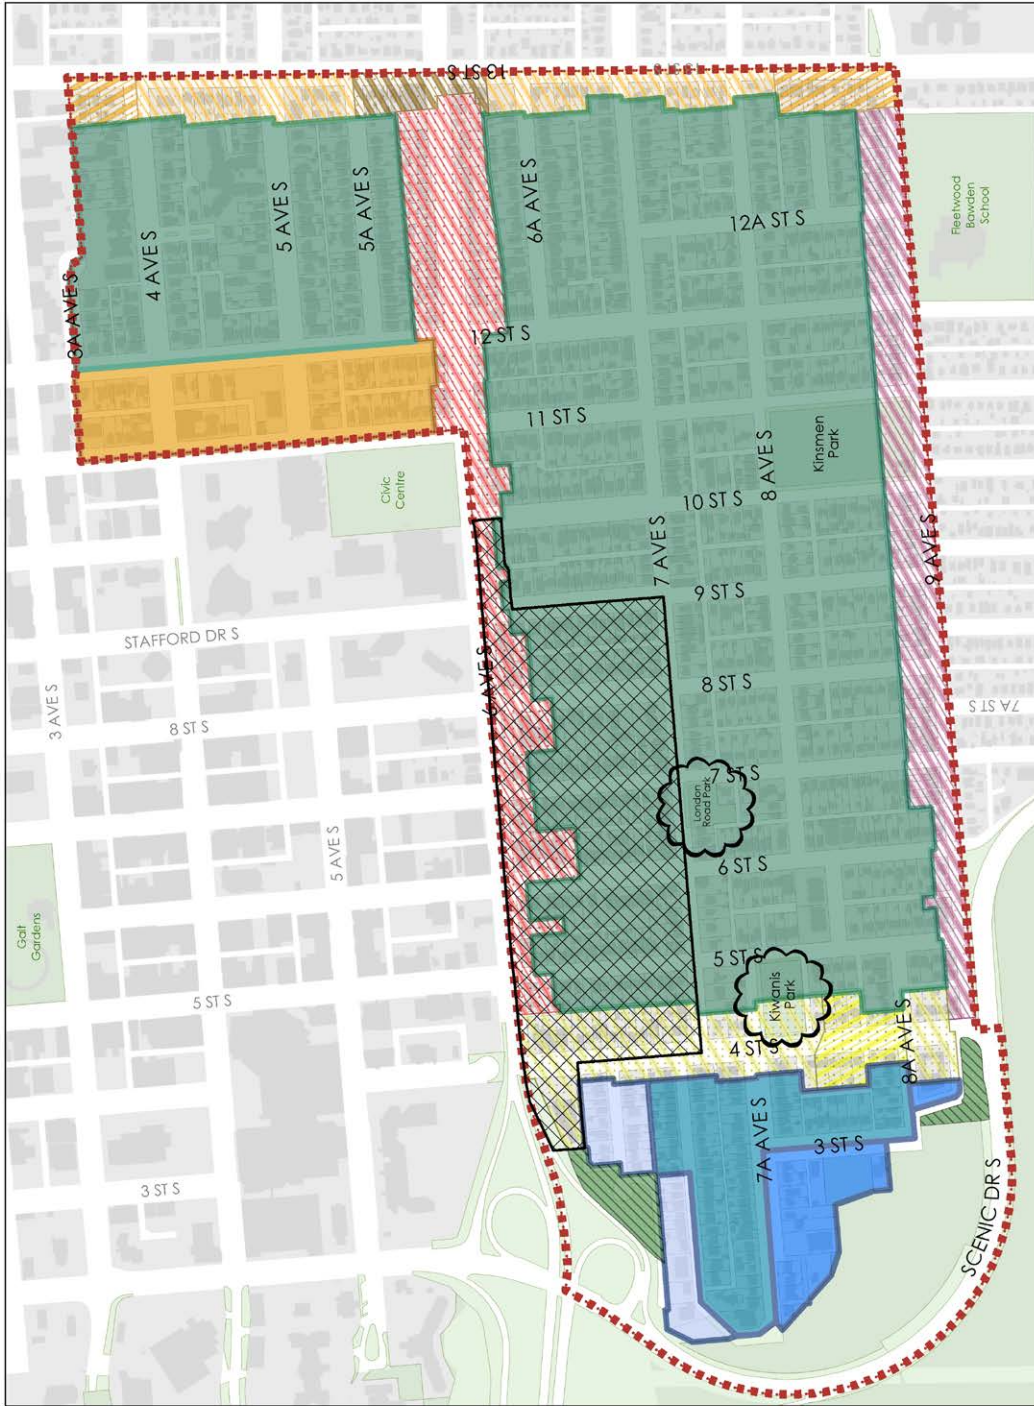 13 ST S
Fleetwood
Bawden
School
12A ST S
6A AVE S
5A AVE S
5 AVE S
4 AVE S
3A AVE S
12 ST S
11 ST S
Kinsmen
Park
8 AVE S
10 ST S
Civic
Centre
7 AVE S
9 AVE S
9 ST S
STAFFORD DR S
3 AVE S
8 ST S
8 ST S
7A ST S
7 ST S
London
Road Park
5 AVE S
6 ST S
Galt
Gardens
5 ST S
5 ST S
Kiwanis
Park
4 ST S
8A AVE S
7A AVE S
3 ST S
3 ST S
SCENIC DR S